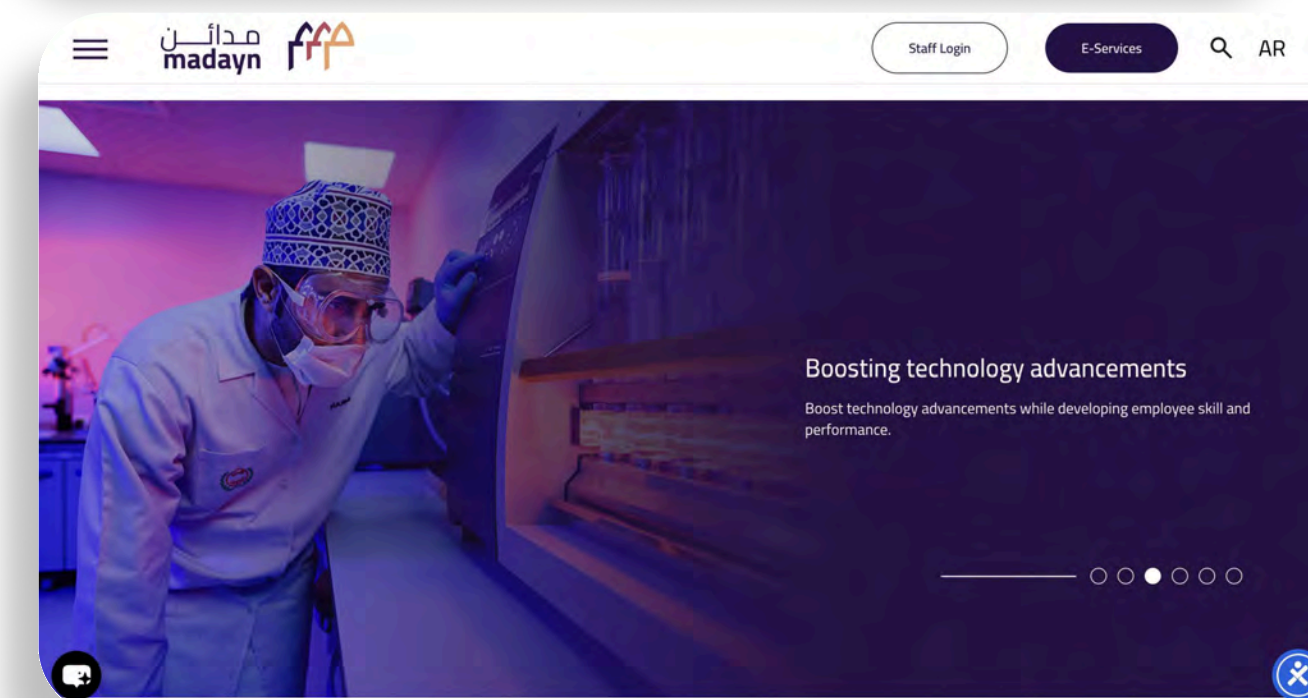 مدائن
madayn
Staff Login
E-Services
AR
Boosting technology advancements
Boost technology advancements while developing employee skill and
performance.